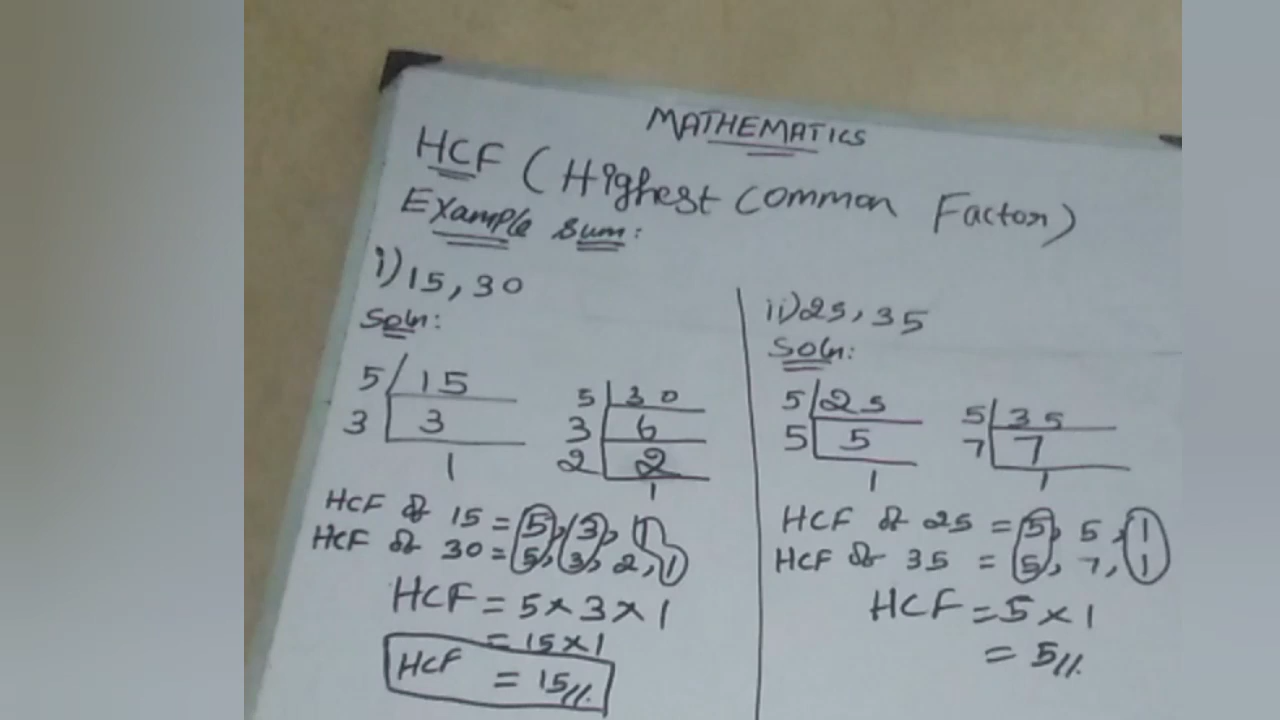 MATHEMATICS
HCF (Highest Common Factor)
Example Sum:
i) 15, 30
Soln:
5 15
3 3
1
5 30
3 6
2 2
1
HCF of 15 = 5, 3, 1
HCF of 30 = 5, 3, 2, 1
HCF = 5 × 3 × 1
= 15 × 1
HCF = 15//.
ii) 25, 35
Soln:
5 25
5 5
1
5 35
7 7
1
HCF of 25 = 5, 5, 1
HCF of 35 = 5, 7, 1
HCF = 5 × 1
= 5//.